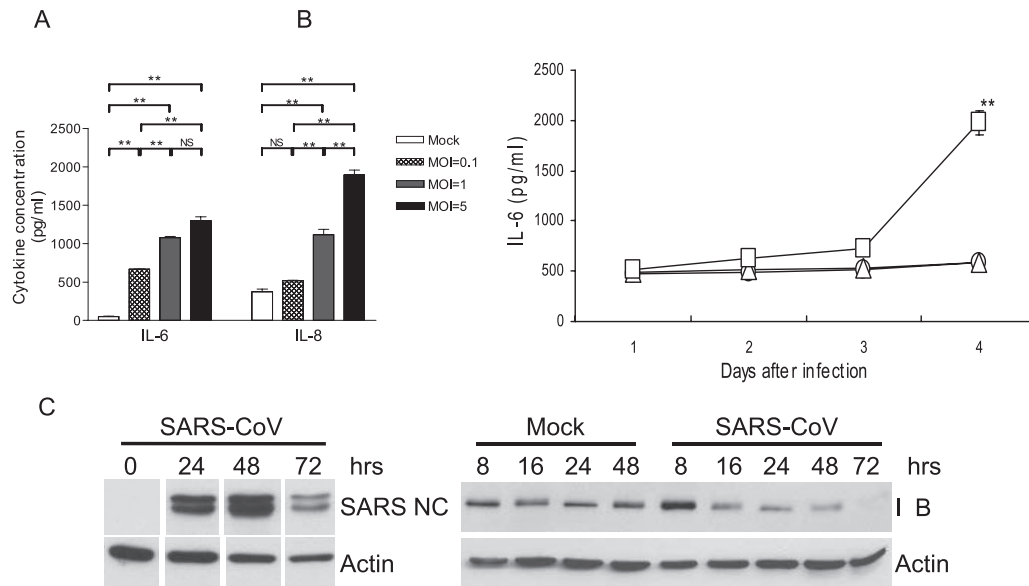 A
B
** **
** **
** **
** ** NS NS ** **
2500
2000
1500
1000
500
0
Cytokine concentration
(pg/ml)
IL-6 IL-8
Mock
MOI=0.1
MOI=1
MOI=5
2500
2000
1500
1000
500
0
IL-6 (pg/ml)
**
1 2 3 4
Days after infection
C
SARS-CoV
0 24 48 72 hrs
SARS NC
Actin
Mock SARS-CoV
8 16 24 48 8 16 24 48 72 hrs
I B
Actin